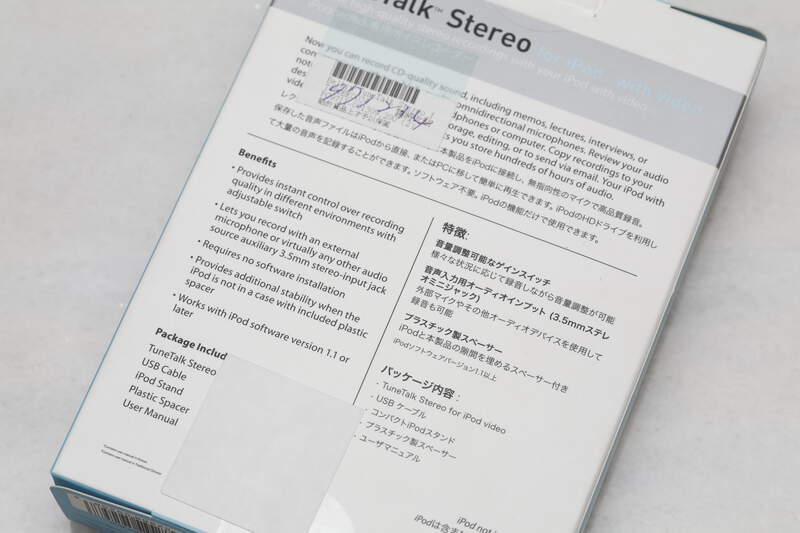 Talk™ Stereo for iPod with video
recordings with your iPod with video
Now you can record CD-quality sound, including memos, lectures, interviews, or
omnidirectional microphones. Review your audio
headphones or computer. Copy recordings to your
storage, editing, or to send via email. Your iPod with
you store hundreds of hours of audio.
本製品をiPodに接続し、無指向性のマイクで高品質録音。
保存した音声ファイルはiPodから直接、またはPCに移して簡単に再生できます。iPodのHDドライブを利用し
て大量の音声を記録することができます。ソフトウェア不要。iPodの機能だけで使用できます。
Benefits
• Provides instant control over recording
quality in different environments with
adjustable switch
• Lets you record with an external
microphone or virtually any other audio
source auxiliary 3.5mm stereo-input jack
• Requires no software installation
• Provides additional stability when the
iPod is not in a case with included plastic
spacer
• Works with iPod software version 1.1 or
later
Package Includ
TuneTalk Stereo
USB Cable
iPod Stand
Plastic Spacer
User Manual
特徴:
音量調整可能なゲインスイッチ
様々な状況に応じて録音しながら音量調整が可能
音声入力用オーディオインプット (3.5mmステレ
オミニジャック)
外部マイクやその他オーディオデバイスを使用して
録音も可能
プラスチック製スペーサー
iPodと本製品の隙間を埋めるスペーサー付き
iPodソフトウェアバージョン1.1以上
パッケージ内容:
・TuneTalk Stereo for iPod video
・USB ケーブル
・コンパクトiPodスタンド
・プラスチック製スペーサー
・ユーザマニュアル
iPod not
iPodは含ま